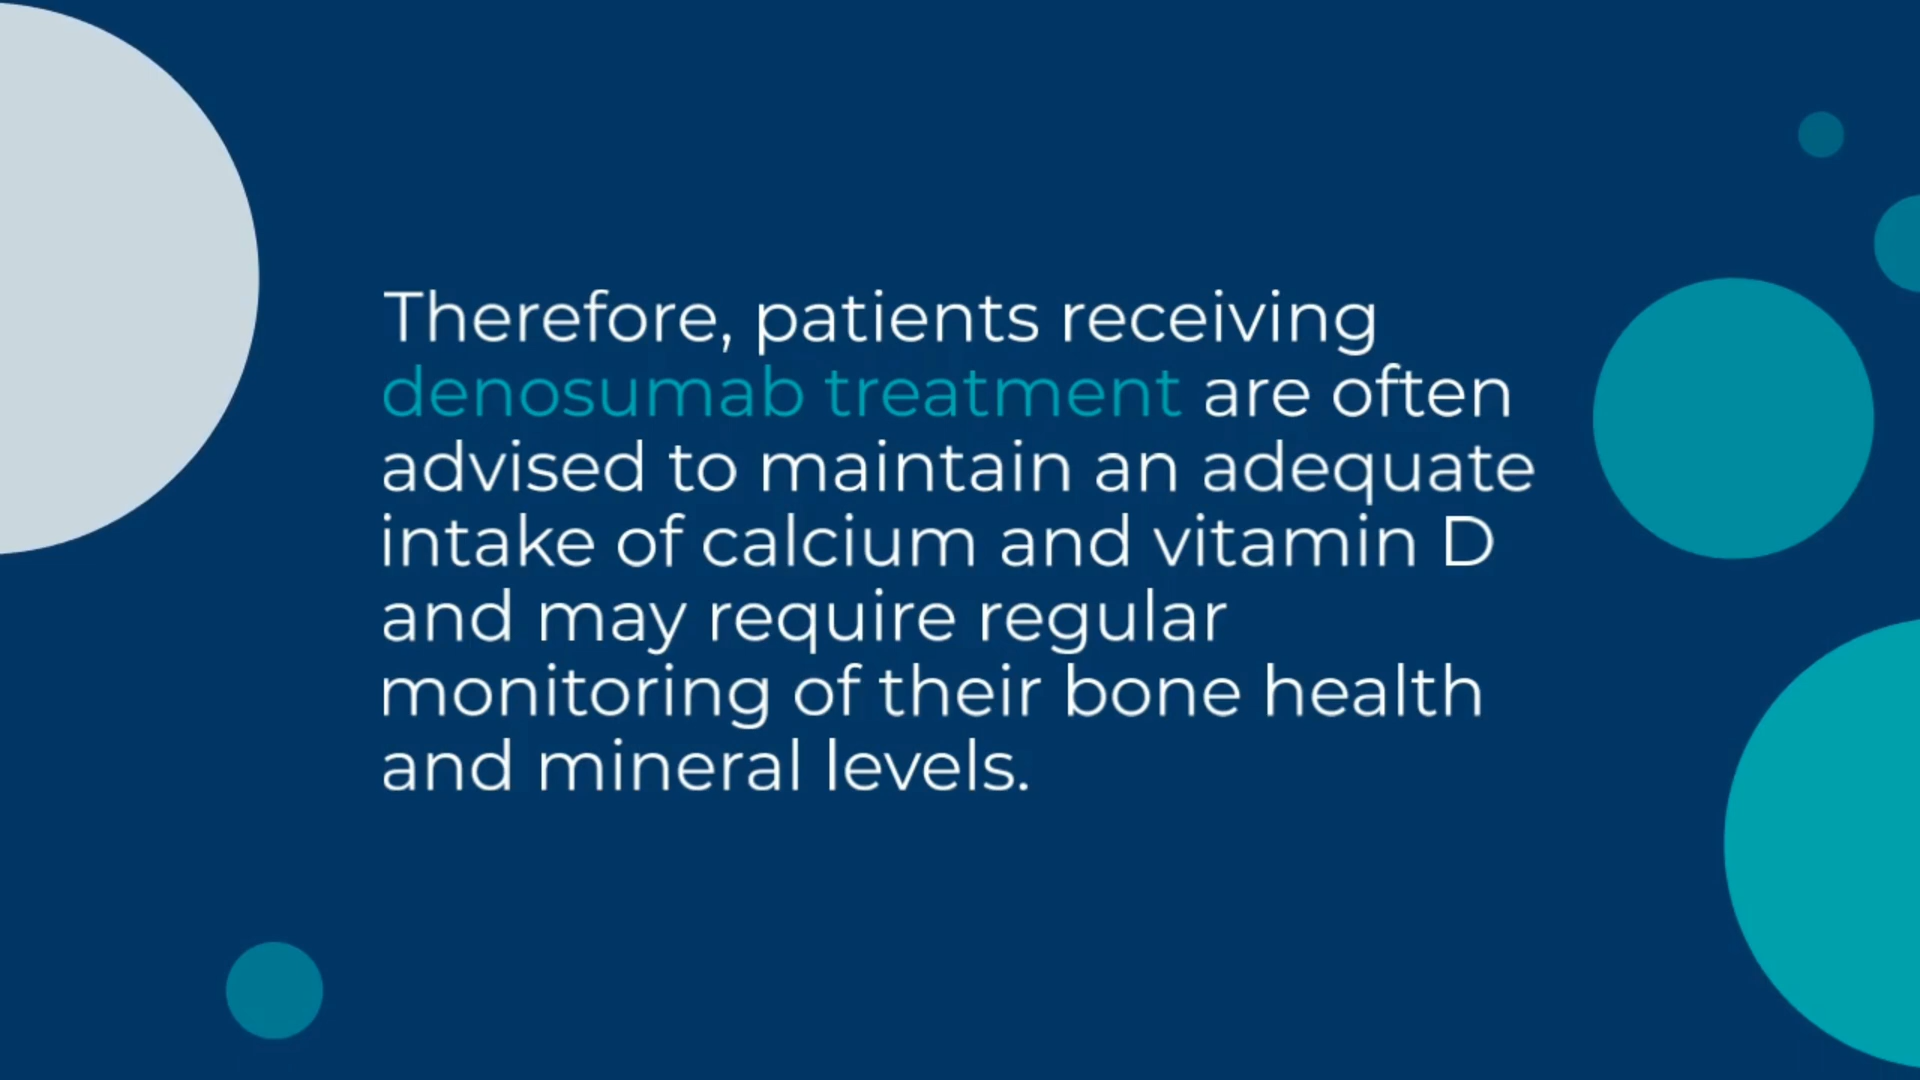 Therefore, patients receiving
denosumab treatment are often
advised to maintain an adequate
intake of calcium and vitamin D
and may require regular
monitoring of their bone health
and mineral levels.